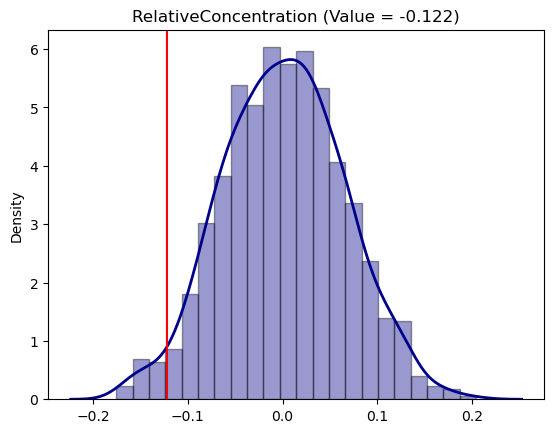 RelativeConcentration (Value = -0.122)
Density
6
5
4
3
2
1
0
−0.2 −0.1 0.0 0.1 0.2